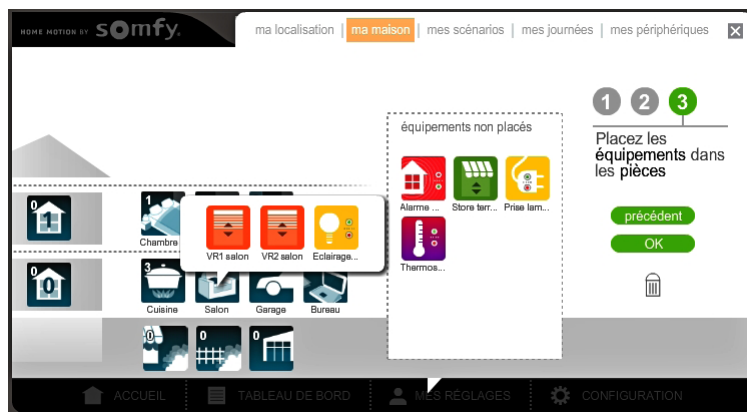 HOME MOTION BY somfy.
ma localisation | ma maison | mes scénarios | mes journées | mes périphériques
1 2 3
Placez les
équipements dans
les pièces
précédent
OK
équipements non placés
Alarme ... Store terr... Prise lam...
Thermos...
0 1
1
Chambre
VR1 salon VR2 salon Eclairage...
0 0
3
Cuisine Salon Garage Bureau
0 0 0
ACCUEIL TABLEAU DE BORD MES RÉGLAGES CONFIGURATION